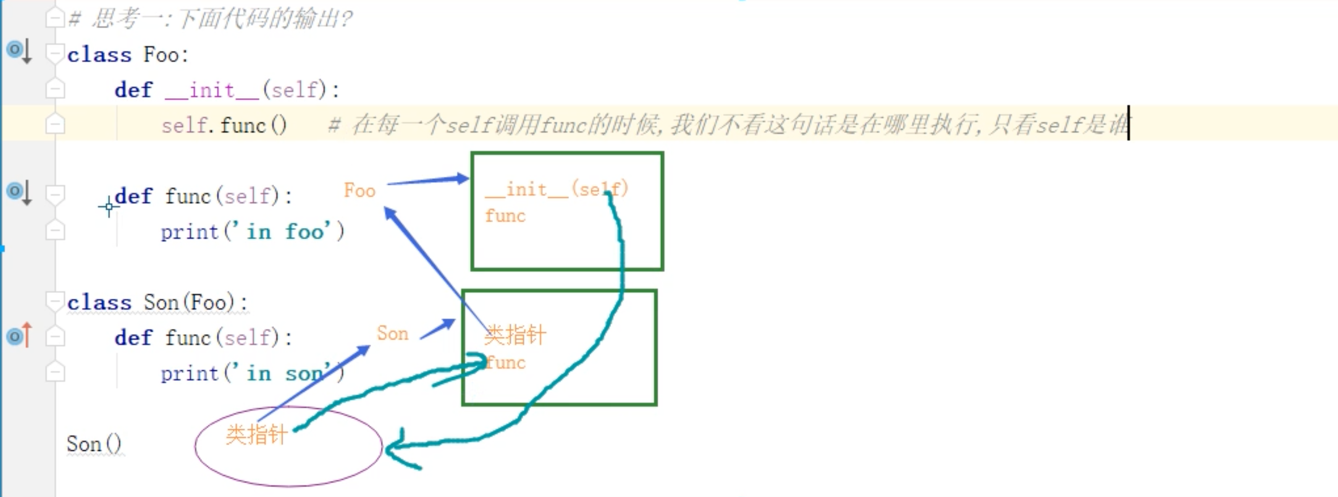 # 思考一:下面代码的输出?
class Foo:
def __init__(self):
self.func() # 在每一个self调用func的时候,我们不看这句话是在哪里执行,只看self是谁
def func(self):
print('in foo')
Foo
__init__(self)
func
class Son(Foo):
def func(self):
print('in son')
Son
类指针
func
Son()
类指针